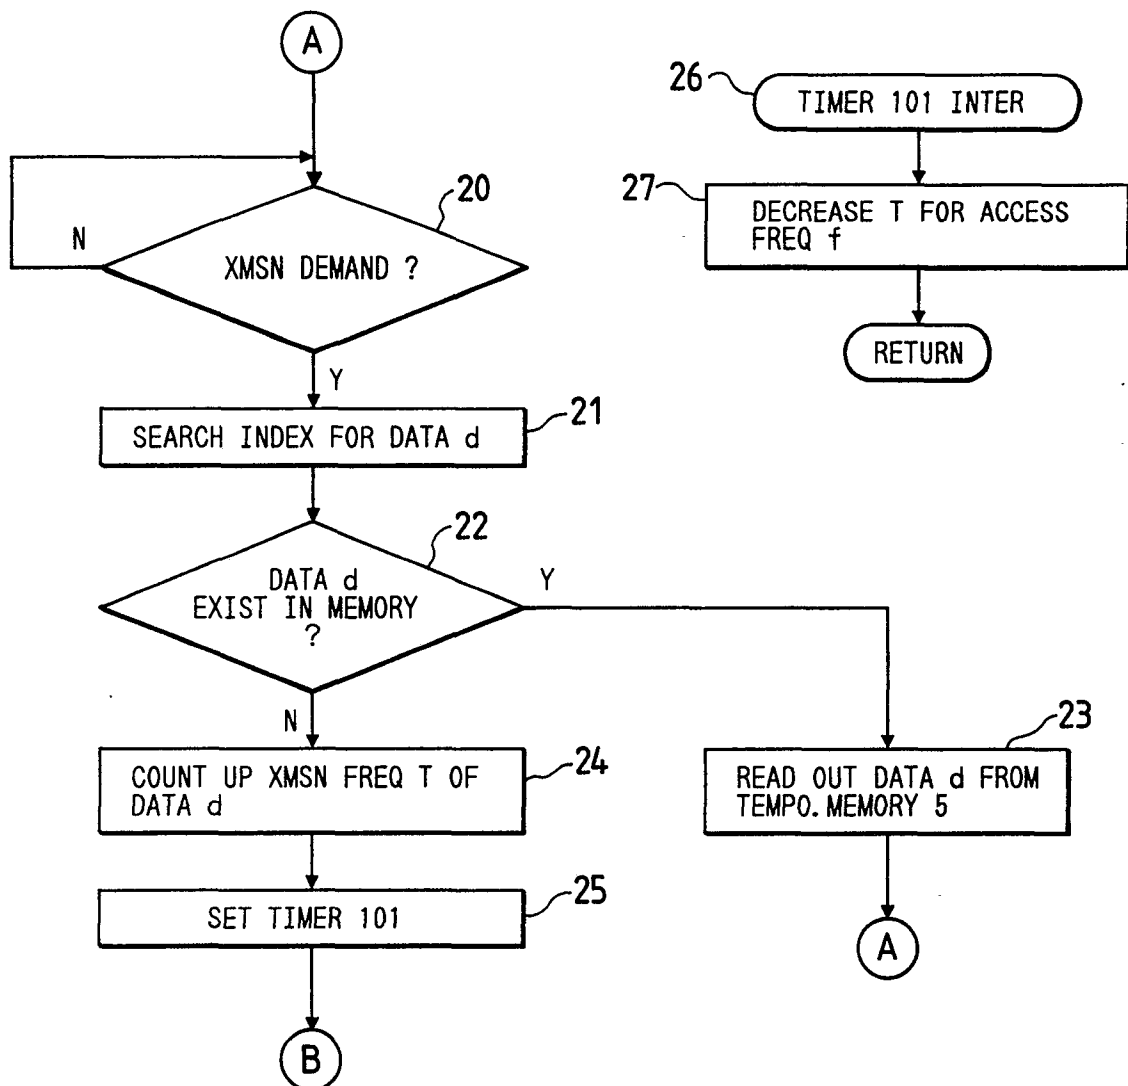 A
20
N
XMSN DEMAND ?
Y
21
SEARCH INDEX FOR DATA d
22
DATA d
EXIST IN MEMORY
?
Y
N
24
COUNT UP XMSN FREQ T OF
DATA d
25
SET TIMER 101
B
23
READ OUT DATA d FROM
TEMPO. MEMORY 5
A
26
TIMER 101 INTER
27
DECREASE T FOR ACCESS
FREQ f
RETURN